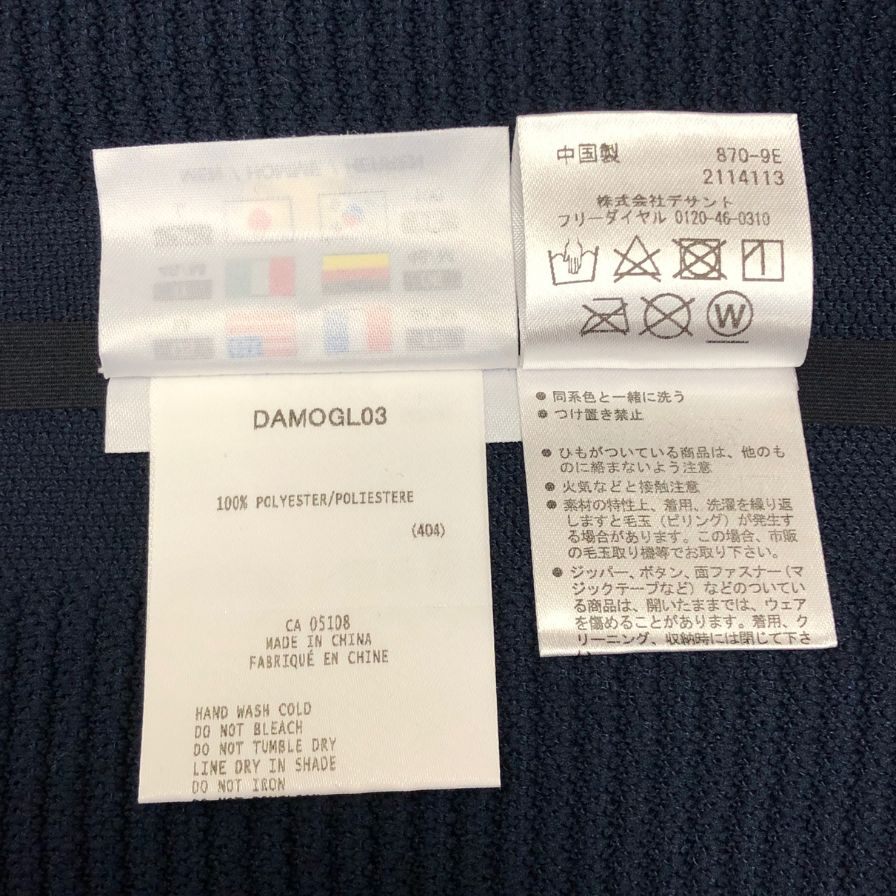 中国製 870-9E
2114113
株式会社デサント
フリーダイヤル 0120-46-0310
W
DAMOGL03
100% POLYESTER/POLIESTERE
(404)
CA 05108
MADE IN CHINA
FABRIQUÉ EN CHINE
HAND WASH COLD
DO NOT BLEACH
DO NOT TUMBLE DRY
LINE DRY IN SHADE
DO NOT IRON
● 同系色と一緒に洗う
● つけ置き禁止
● ひもがついている商品は、他のも
のに絡まないよう注意
● 火気などと接触注意
● 素材の特性上、着用、洗濯を繰り返
しますと毛玉（ピリング）が発生す
る場合があります。この場合、市販
の毛玉取り機等でお取り下さい。
● ジッパー、ボタン、面ファスナー（マ
ジックテープなど）などのついてい
る商品は、開いたままでは、ウェア
を傷めることがあります。着用、ク
リーニング、収納時には閉じて下さ